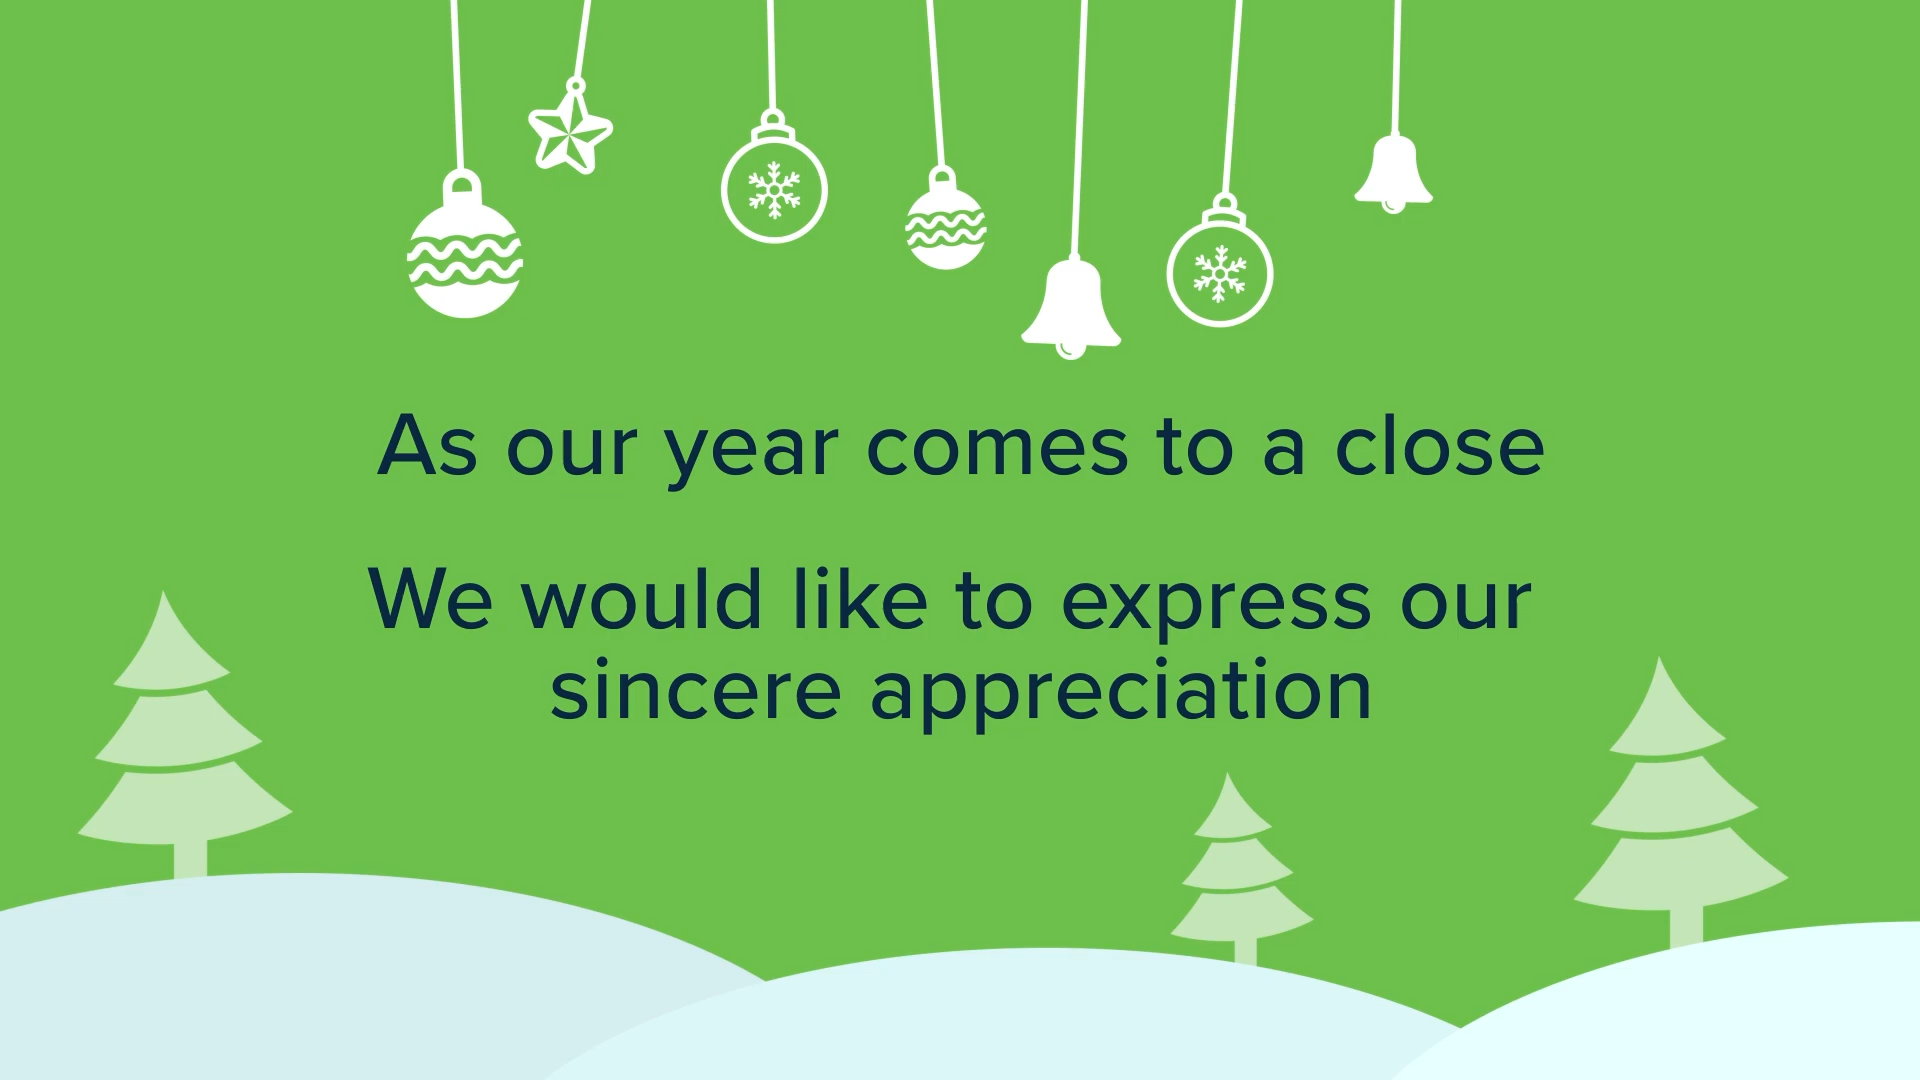 As our year comes to a close
We would like to express our
sincere appreciation